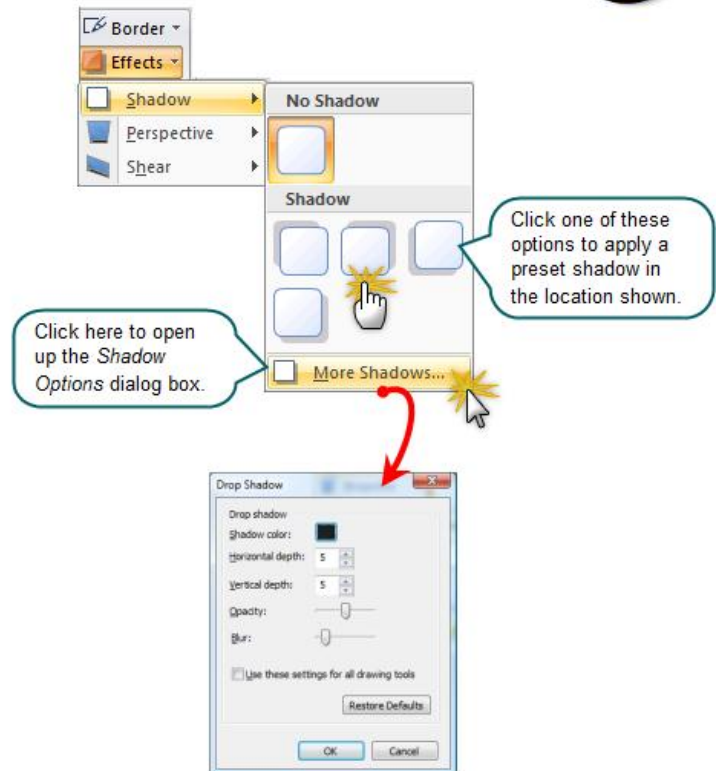 Border
Effects
Shadow
Perspective
Shear
No Shadow
Shadow
Click one of these
options to apply a
preset shadow in
the location shown.
Click here to open
up the Shadow
Options dialog box.
More Shadows...
Drop Shadow
Drop shadow
Shadow color:
Horizontal depth: 5
Vertical depth: 5
Opacity:
Blur:
Use these settings for all drawing tools
Restore Defaults
OK Cancel